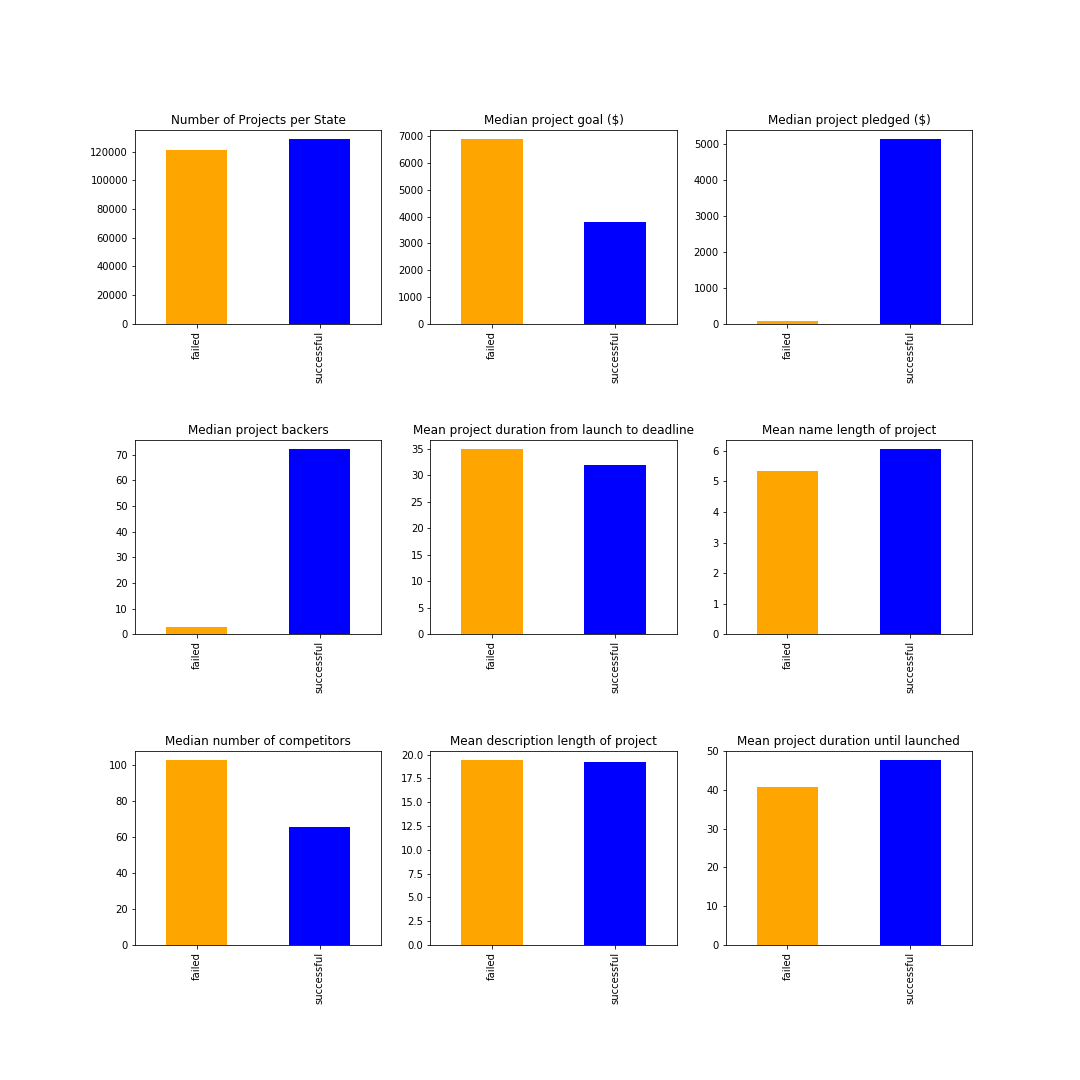 Number of Projects per State
120000
100000
80000
60000
40000
20000
0
failed
successful
Median project goal ($)
7000
6000
5000
4000
3000
2000
1000
0
failed
successful
Median project pledged ($)
5000
4000
3000
2000
1000
0
failed
successful
Median project backers
70
60
50
40
30
20
10
0
failed
successful
Mean project duration from launch to deadline
35
30
25
20
15
10
5
0
failed
successful
Mean name length of project
6
5
4
3
2
1
0
failed
successful
Median number of competitors
100
80
60
40
20
0
failed
successful
Mean description length of project
20.0
17.5
15.0
12.5
10.0
7.5
5.0
2.5
0.0
failed
successful
Mean project duration until launched
50
40
30
20
10
0
failed
successful